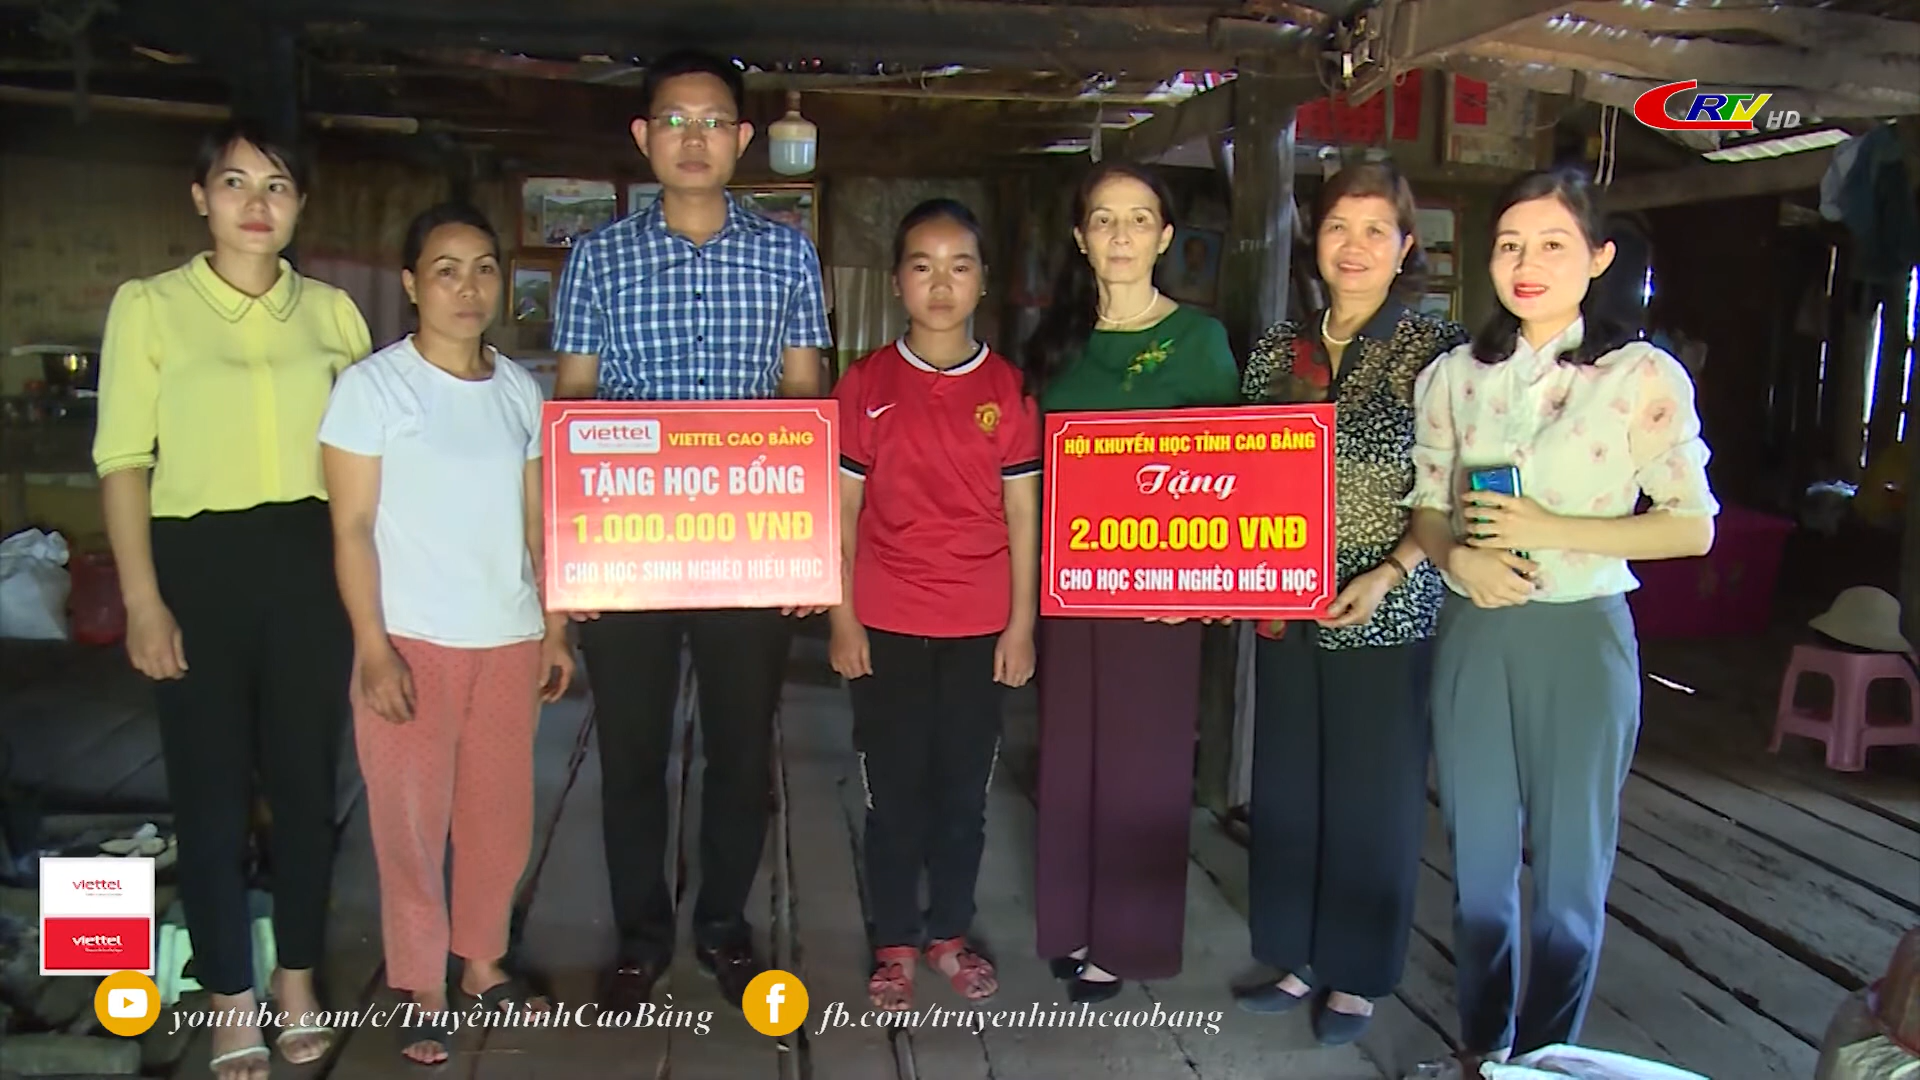 CRTV HD
viettel VIETTEL CAO BẰNG
TẶNG HỌC BỔNG
1.000.000 VNĐ
CHO HỌC SINH NGHÈO HIẾU HỌC
HỘI KHUYẾN HỌC TỈNH CAO BẰNG
Tặng
2.000.000 VNĐ
CHO HỌC SINH NGHÈO HIẾU HỌC
viettel
viettel
youtube.com/c/TruyềnhìnhCaoBằng
fb.com/truyenhinhcaobang